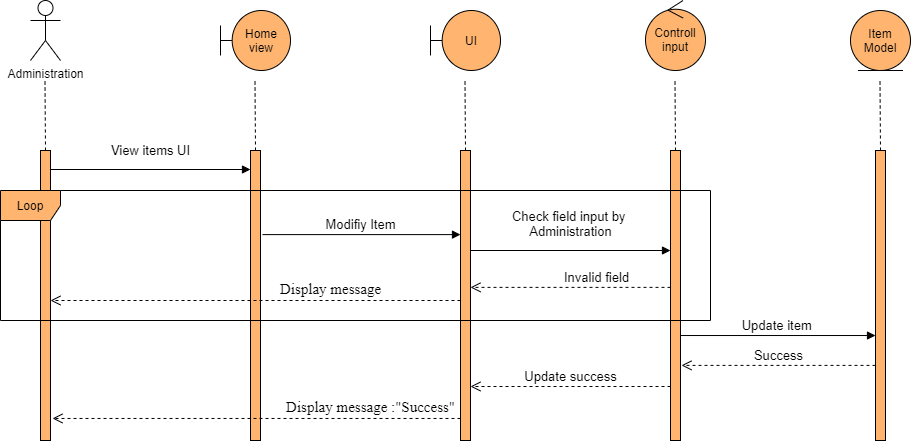 Administration
Home
view
UI
Controll
input
Item
Model
View items UI
Loop
Modifiy Item
Check field input by
Administration
Invalid field
Display message
Update item
Success
Update success
Display message :"Success"